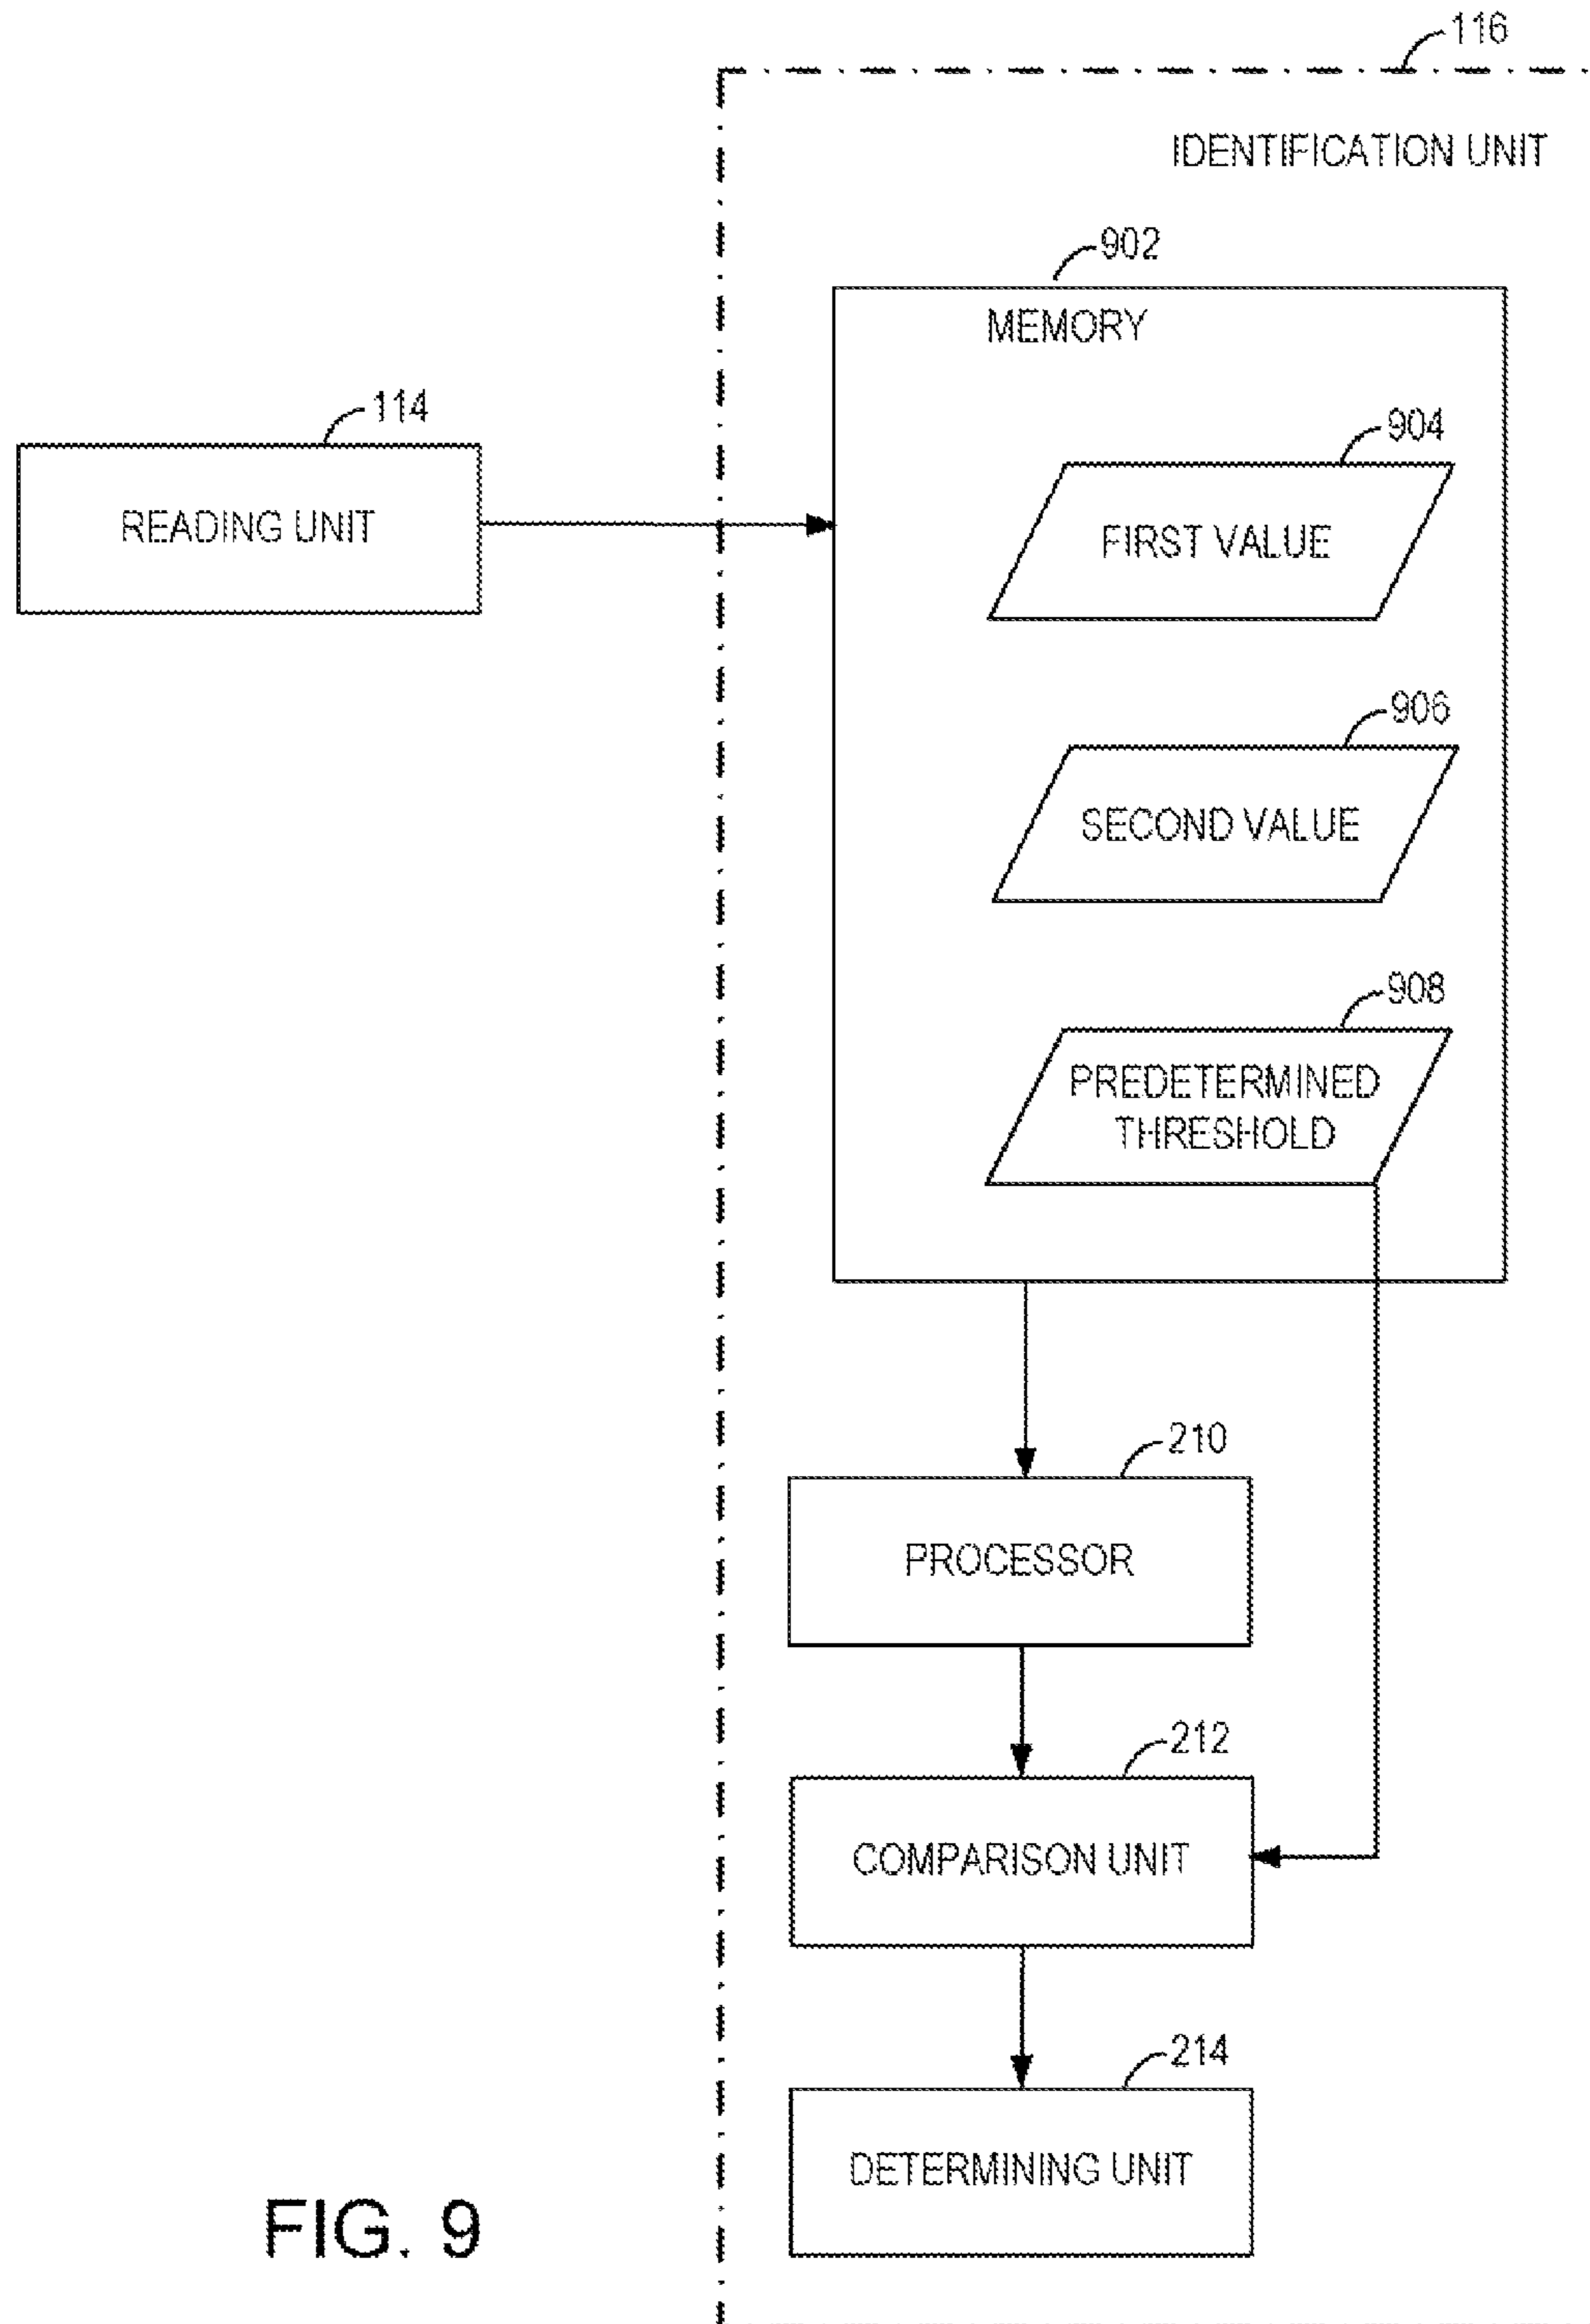 116
IDENTIFICATION UNIT
902
MEMORY
114
READING UNIT
904
FIRST VALUE
906
SECOND VALUE
908
PREDETERMINED
THRESHOLD
210
PROCESSOR
212
COMPARISON UNIT
214
DETERMINING UNIT
FIG. 9